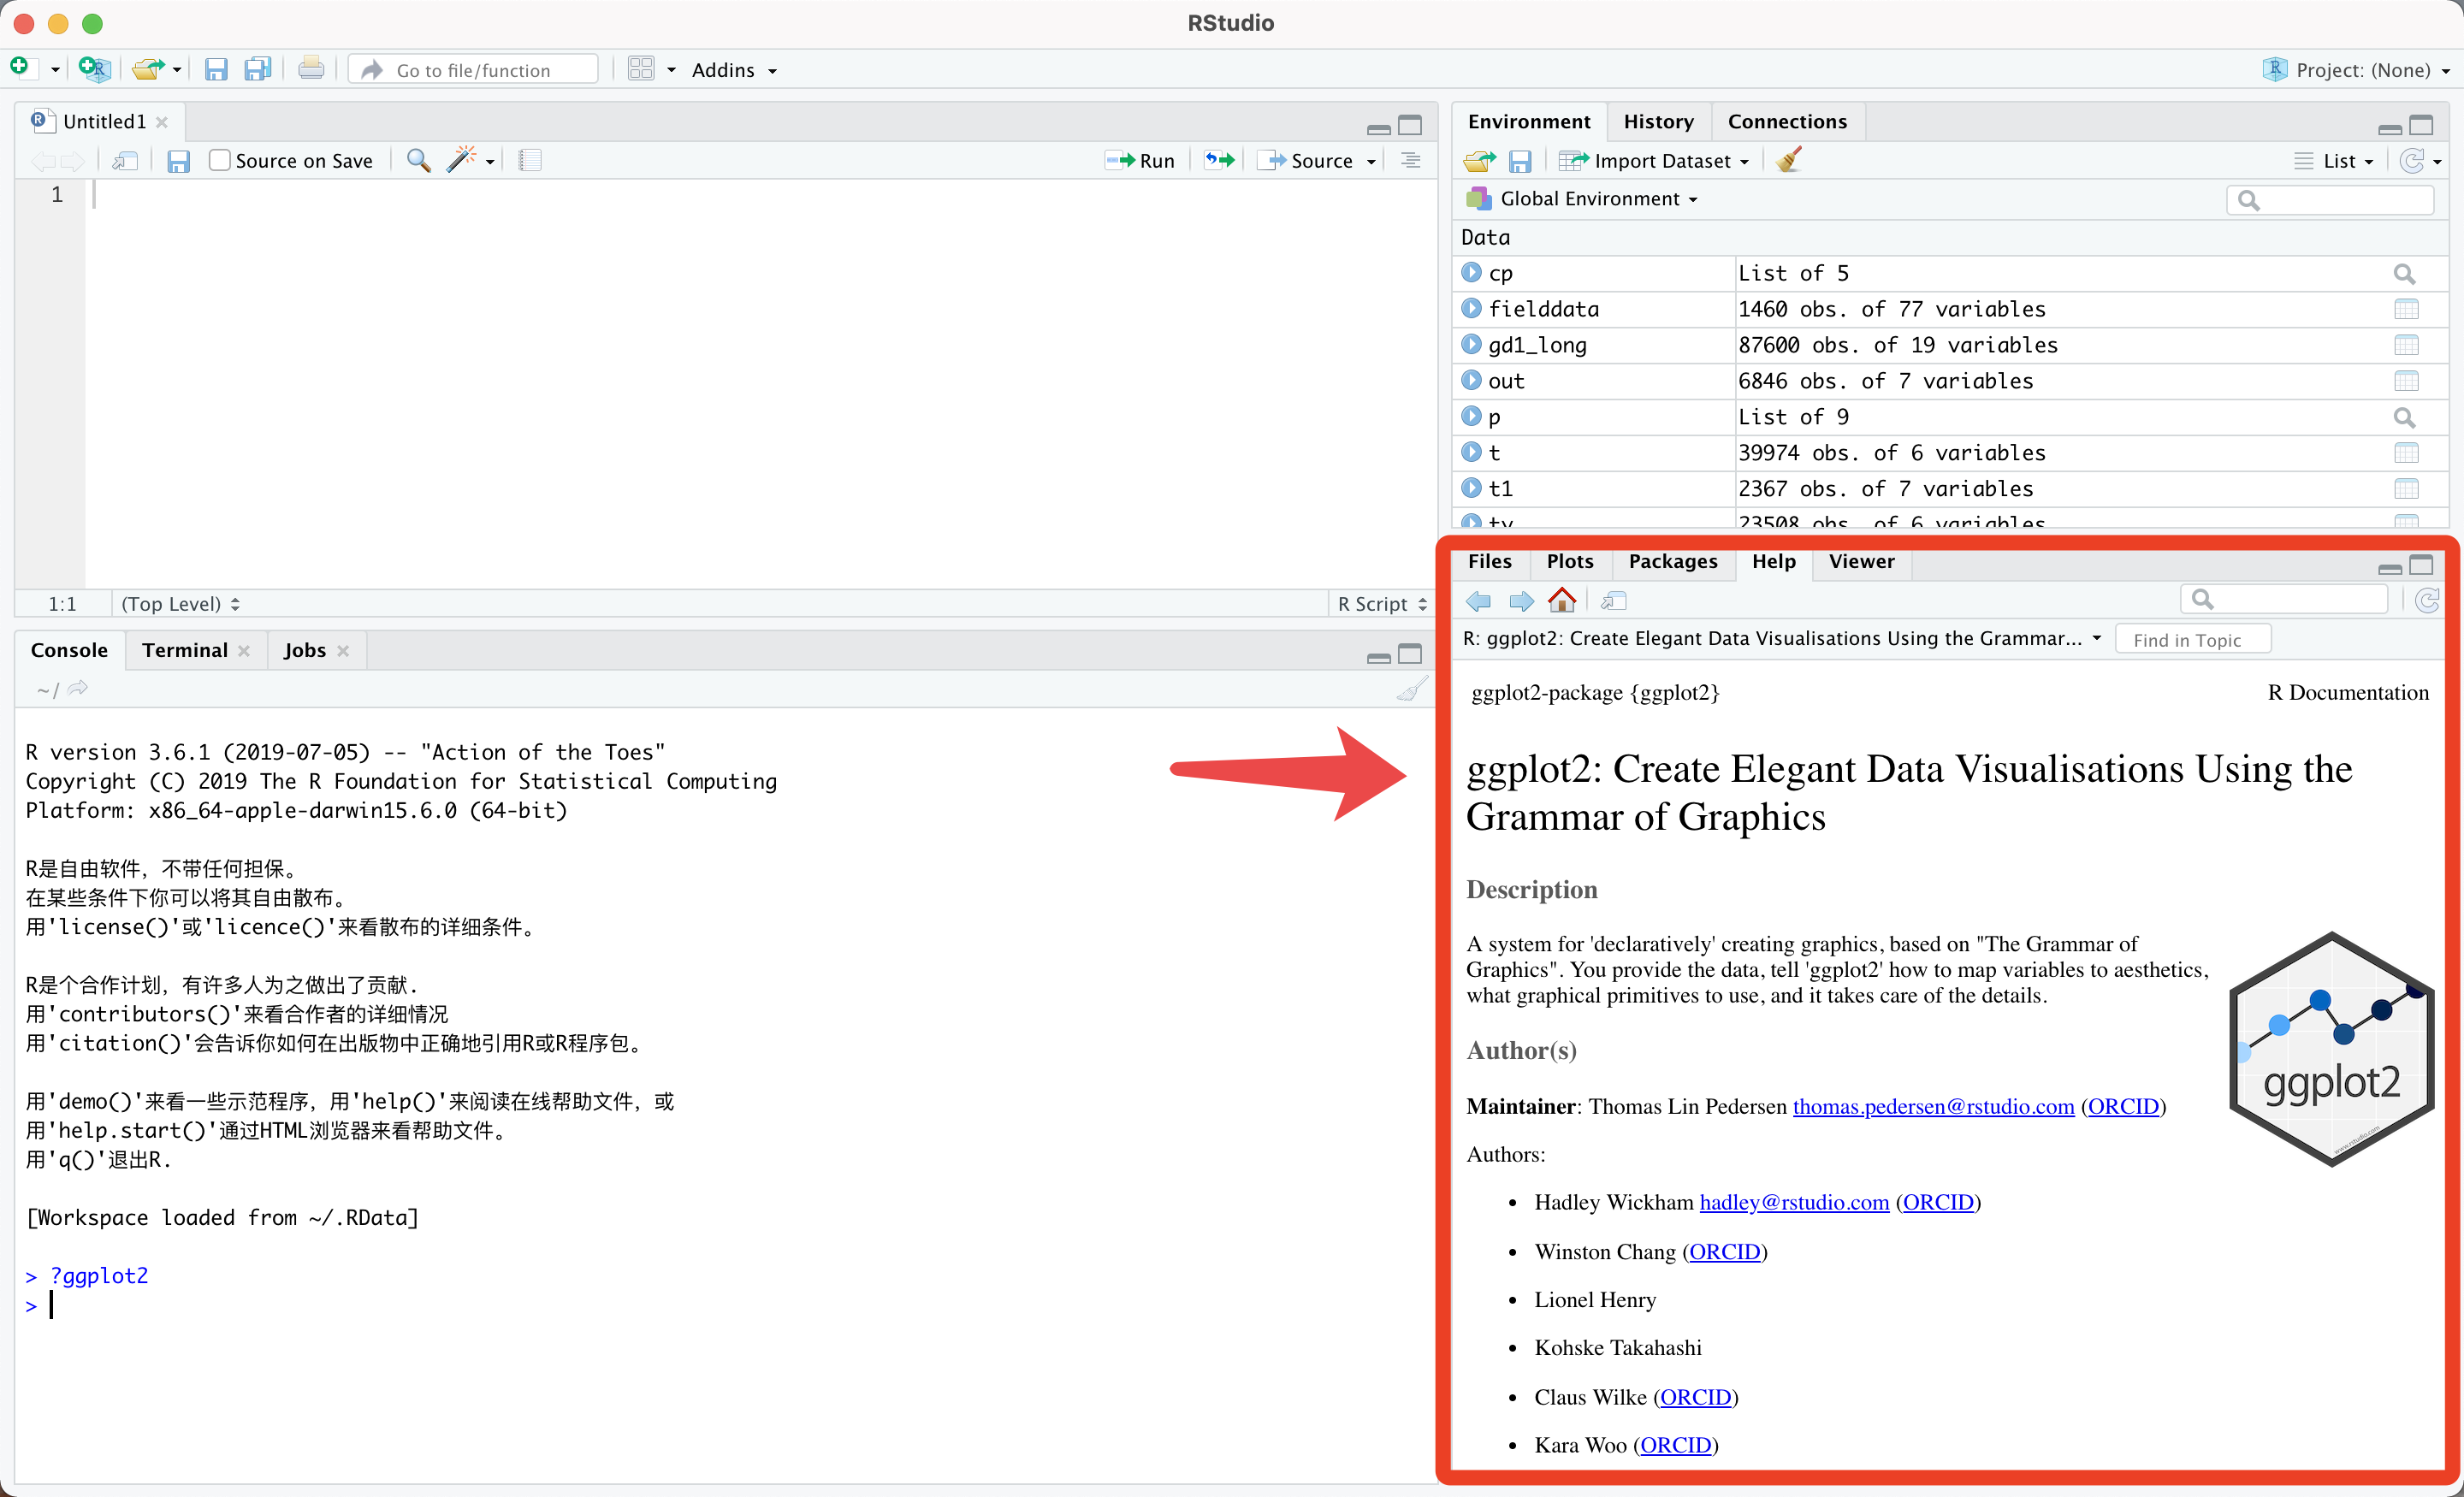 RStudio
Go to file/function
Addins
Project: (None)
Untitled1
Source on Save
Run
Source
1
1:1
(Top Level)
R Script
Console
Terminal
Jobs
~/
R version 3.6.1 (2019-07-05) -- "Action of the Toes"
Copyright (C) 2019 The R Foundation for Statistical Computing
Platform: x86_64-apple-darwin15.6.0 (64-bit)
R是自由软件，不带任何担保。
在某些条件下你可以将其自由散布。
用'license()'或'licence()'来看散布的详细条件。
R是个合作计划，有许多人为之做出了贡献.
用'contributors()'来看合作者的详细情况
用'citation()'会告诉你如何在出版物中正确地引用R或R程序包。
用'demo()'来看一些示范程序，用'help()'来阅读在线帮助文件，或
用'help.start()'通过HTML浏览器来看帮助文件。
用'q()'退出R.
[Workspace loaded from ~/.RData]
> ?ggplot2
>
Environment
History
Connections
Import Dataset
List
Global Environment
Data
cp List of 5
fielddata 1460 obs. of 77 variables
gd1_long 87600 obs. of 19 variables
out 6846 obs. of 7 variables
p List of 9
t 39974 obs. of 6 variables
t1 2367 obs. of 7 variables
tv 23508 obs. of 6 variables
Files
Plots
Packages
Help
Viewer
R: ggplot2: Create Elegant Data Visualisations Using the Grammar...
Find in Topic
ggplot2-package {ggplot2}
R Documentation
ggplot2: Create Elegant Data Visualisations Using the
Grammar of Graphics
Description
A system for 'declaratively' creating graphics, based on "The Grammar of
Graphics". You provide the data, tell 'ggplot2' how to map variables to aesthetics,
what graphical primitives to use, and it takes care of the details.
ggplot2
www.rstudio.com
Author(s)
Maintainer: Thomas Lin Pedersen thomas.pedersen@rstudio.com (ORCID)
Authors:
• Hadley Wickham hadley@rstudio.com (ORCID)
• Winston Chang (ORCID)
• Lionel Henry
• Kohske Takahashi
• Claus Wilke (ORCID)
• Kara Woo (ORCID)